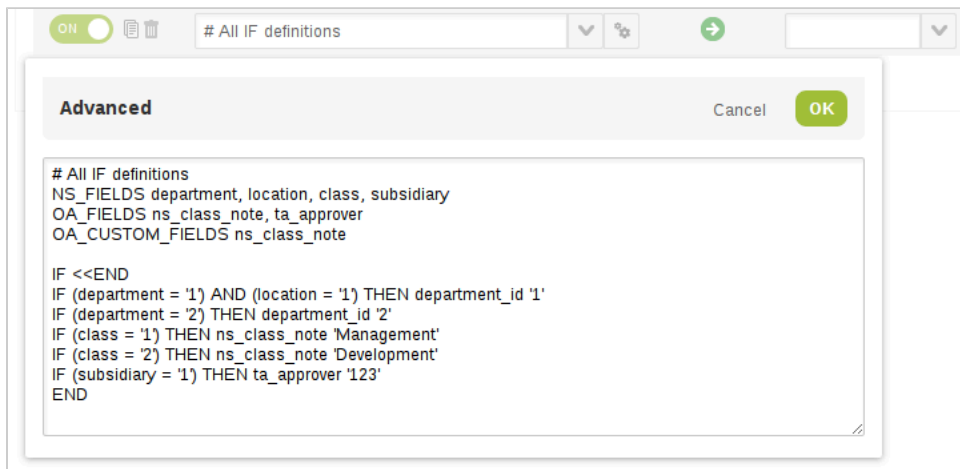 ON
# All IF definitions
Advanced
Cancel
OK
# All IF definitions
NS_FIELDS department, location, class, subsidiary
OA_FIELDS ns_class_note, ta_approver
OA_CUSTOM_FIELDS ns_class_note
IF <<END
IF (department = '1') AND (location = '1') THEN department_id '1'
IF (department = '2') THEN department_id '2'
IF (class = '1') THEN ns_class_note 'Management'
IF (class = '2') THEN ns_class_note 'Development'
IF (subsidiary = '1') THEN ta_approver '123'
END